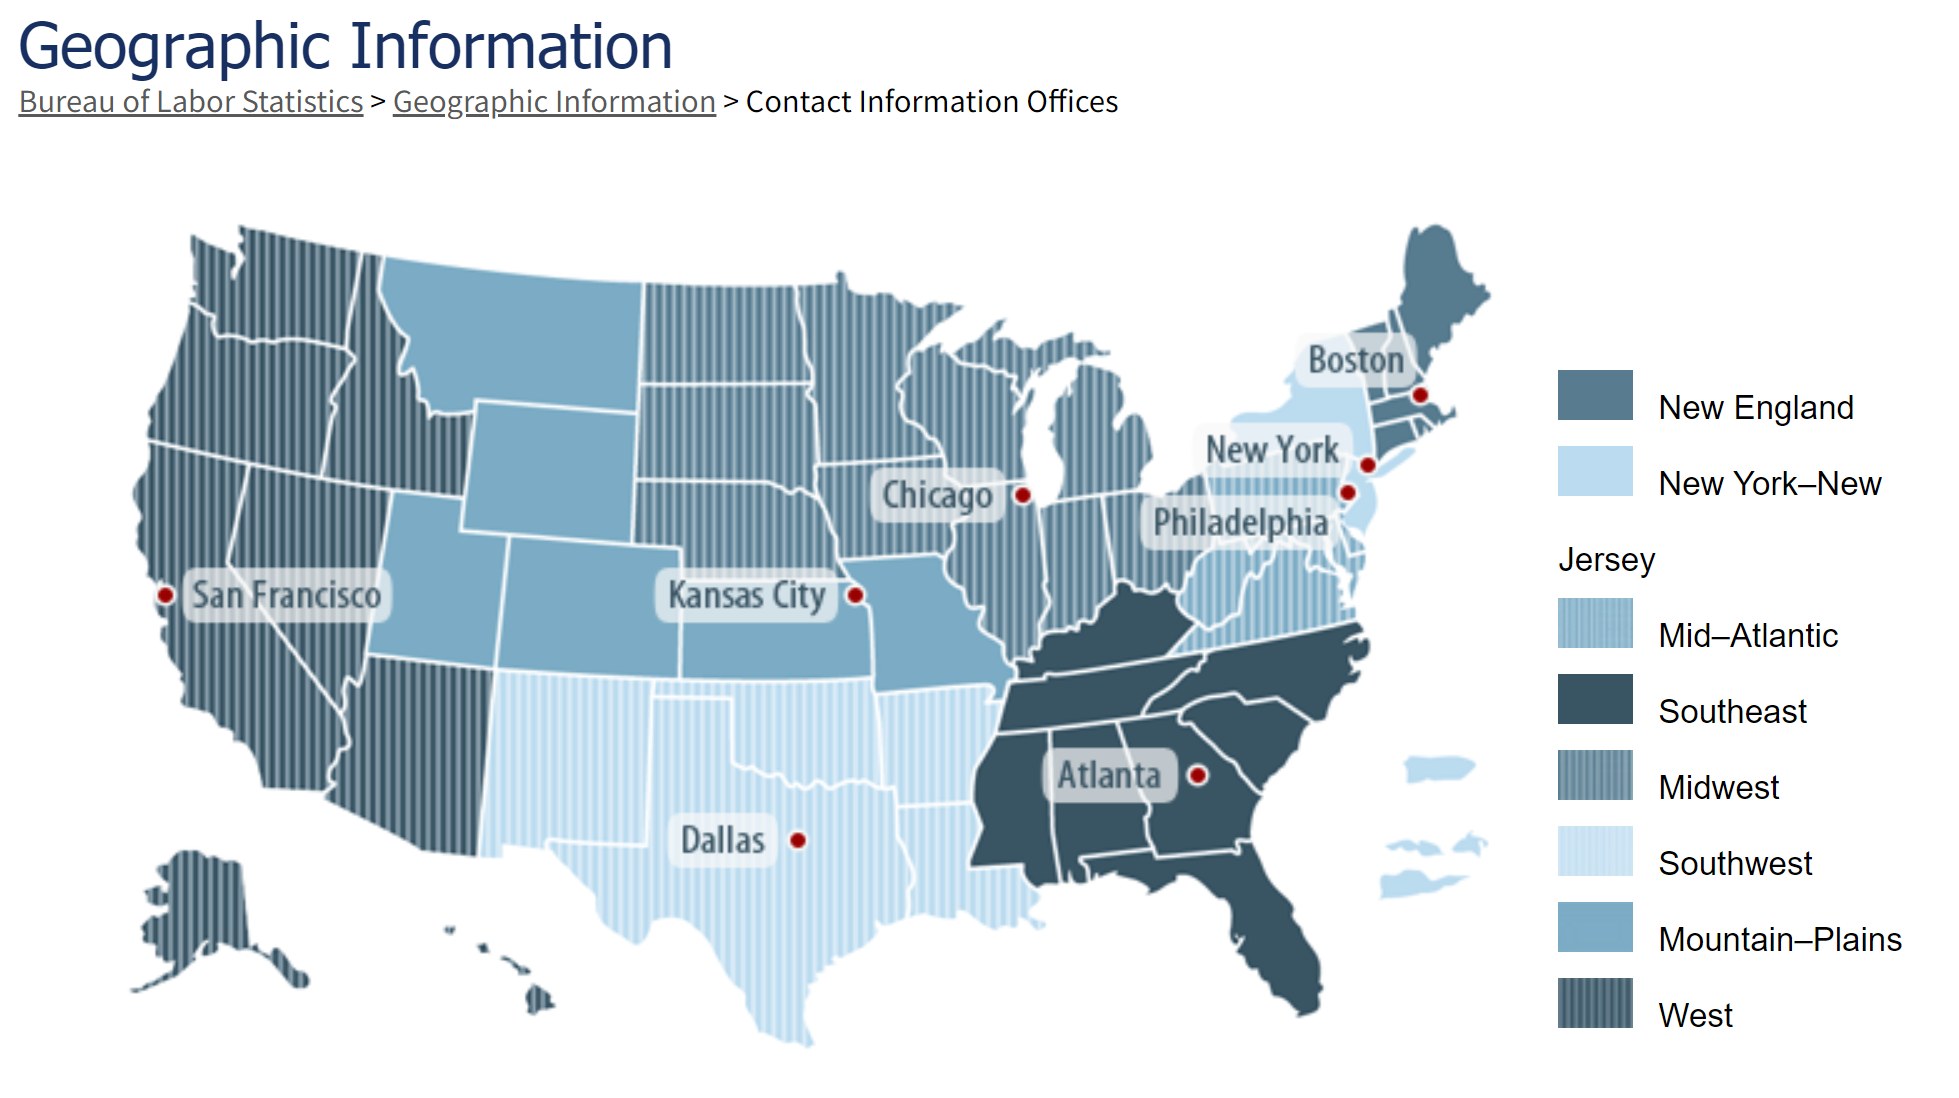 Geographic Information
Bureau of Labor Statistics > Geographic Information > Contact Information Offices
Boston
New York
Chicago
Philadelphia
San Francisco
Kansas City
Atlanta
Dallas
New England
New York–New
Jersey
Mid–Atlantic
Southeast
Midwest
Southwest
Mountain–Plains
West